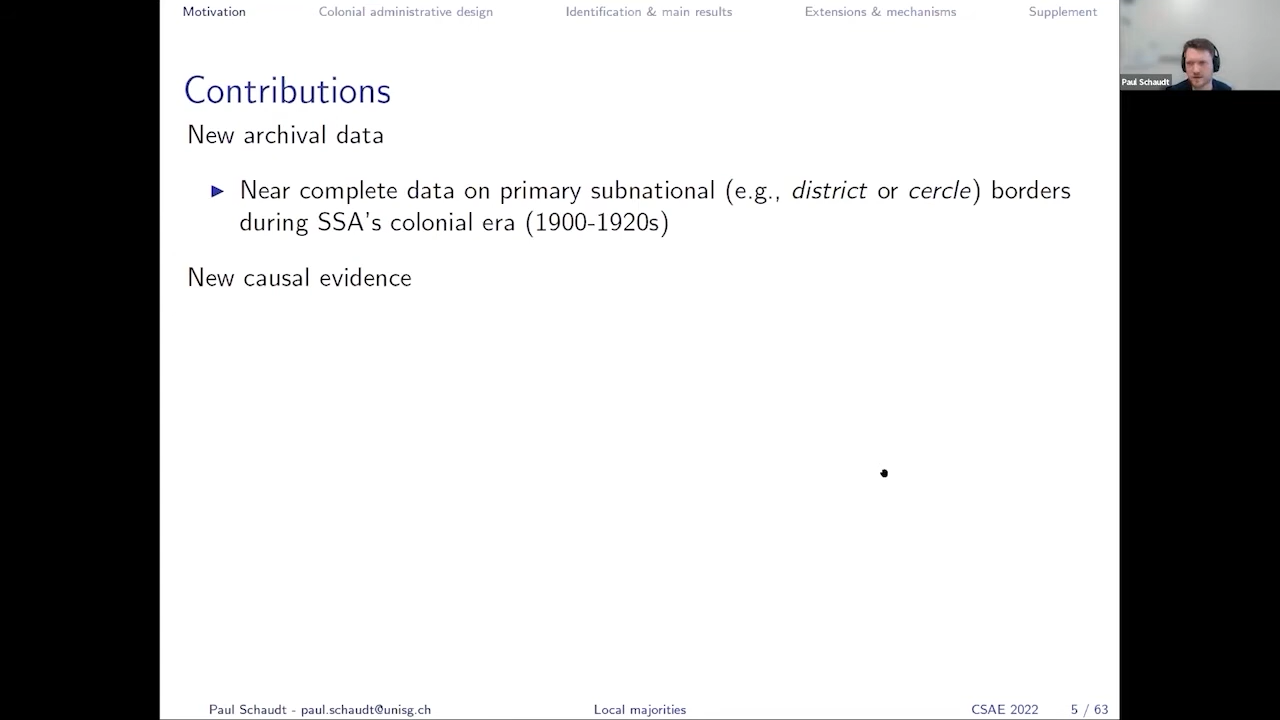 Motivation Colonial administrative design Identification & main results Extensions & mechanisms Supplement
Paul Schaudt
Contributions
New archival data
Near complete data on primary subnational (e.g., district or cercle) borders
during SSA's colonial era (1900-1920s)
New causal evidence
Paul Schaudt - paul.schaudt@unisg.ch Local majorities CSAE 2022 5 / 63